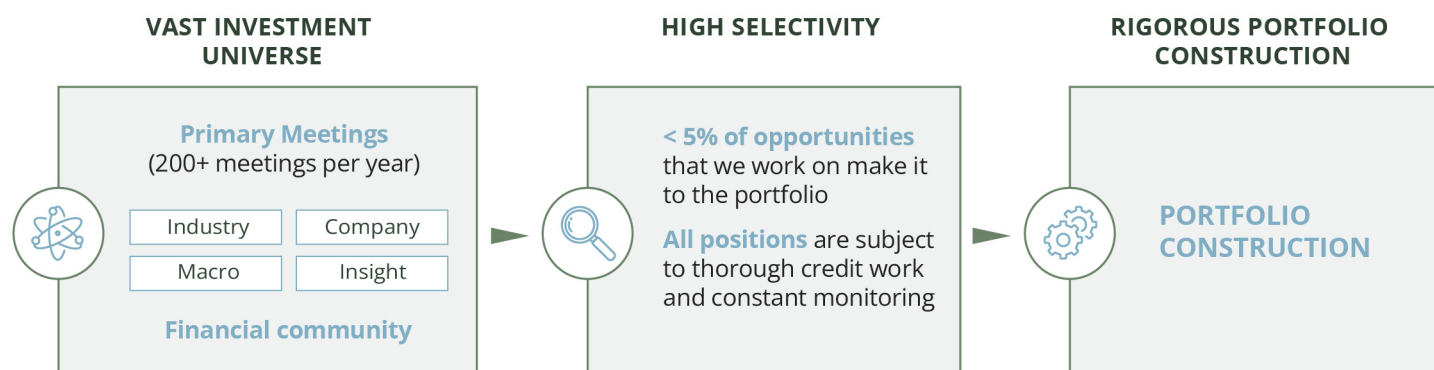 VAST INVESTMENT
UNIVERSE
Primary Meetings
(200+ meetings per year)
Industry
Company
Macro
Insight
Financial community
HIGH SELECTIVITY
< 5% of opportunities
that we work on make it
to the portfolio
All positions are subject
to thorough credit work
and constant monitoring
RIGOROUS PORTFOLIO
CONSTRUCTION
PORTFOLIO
CONSTRUCTION